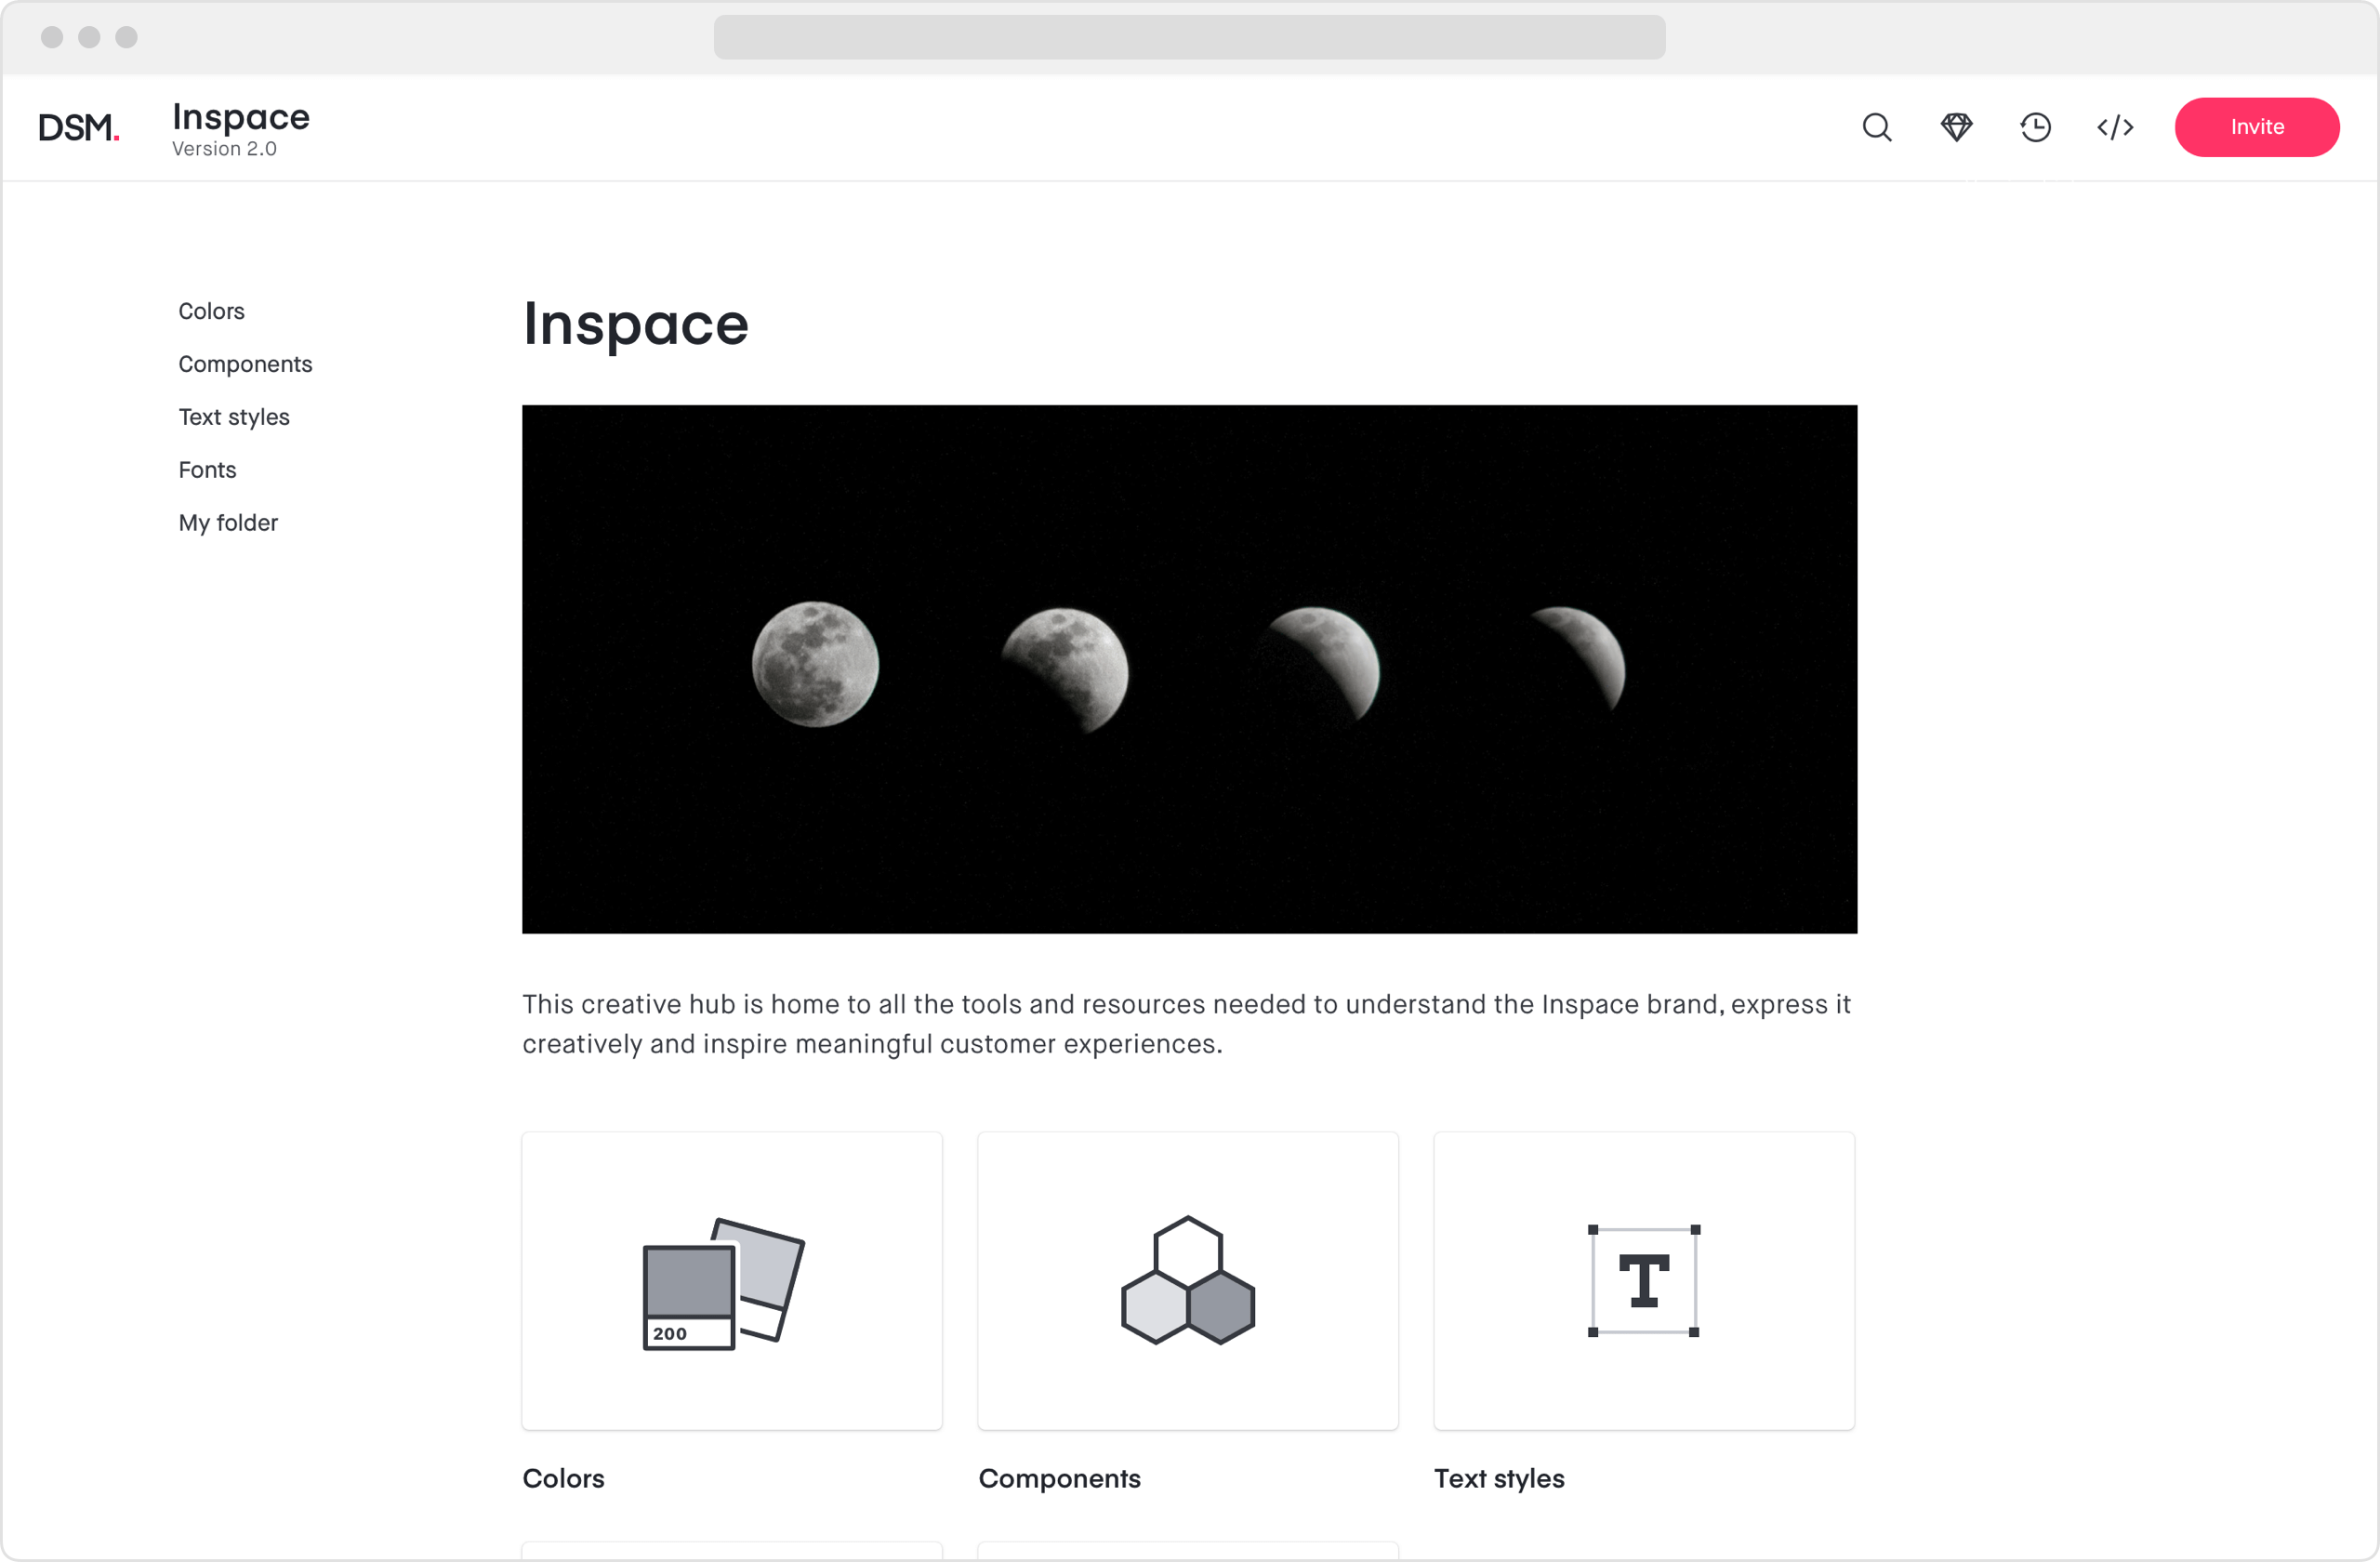 DSM.
Inspace
Version 2.0
Invite
Colors
Components
Text styles
Fonts
My folder
Inspace
This creative hub is home to all the tools and resources needed to understand the Inspace brand, express it
creatively and inspire meaningful customer experiences.
200
T
Colors
Components
Text styles